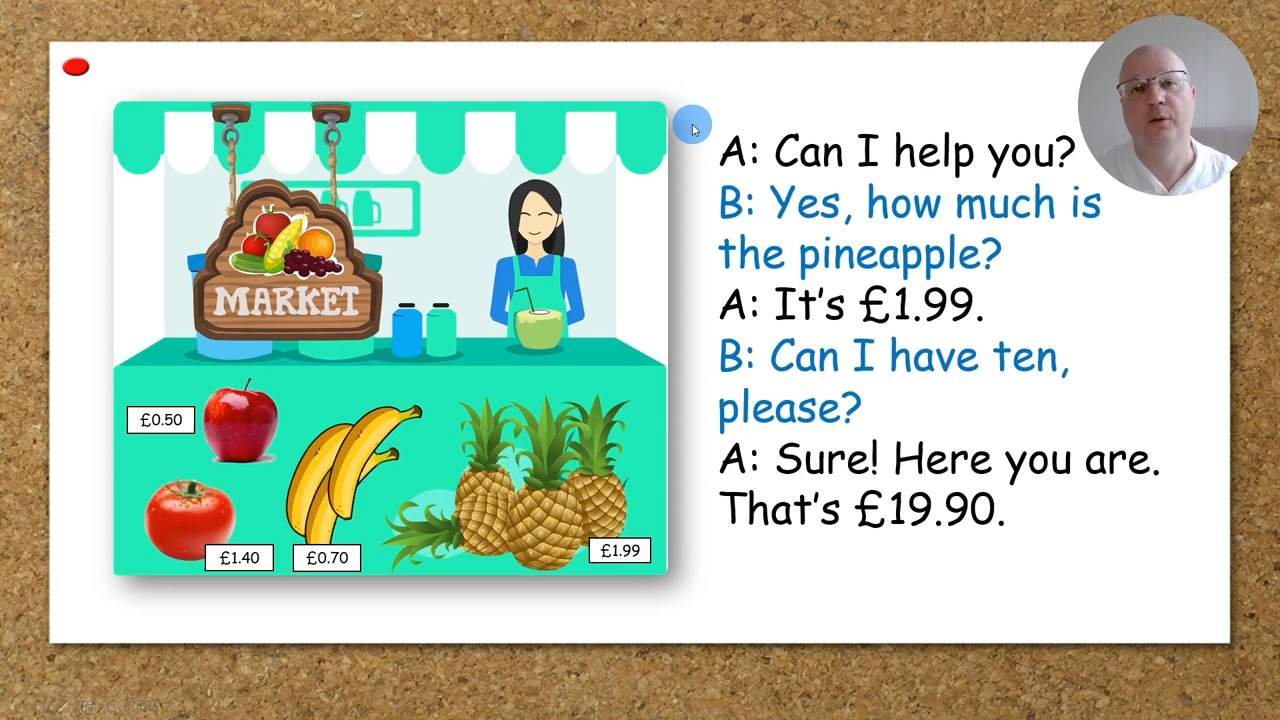 A: Can I help you?
B: Yes, how much is
the pineapple?
A: It's £1.99.
B: Can I have ten,
please?
A: Sure! Here you are.
That's £19.90.
MARKET
£0.50
£1.40
£0.70
£1.99